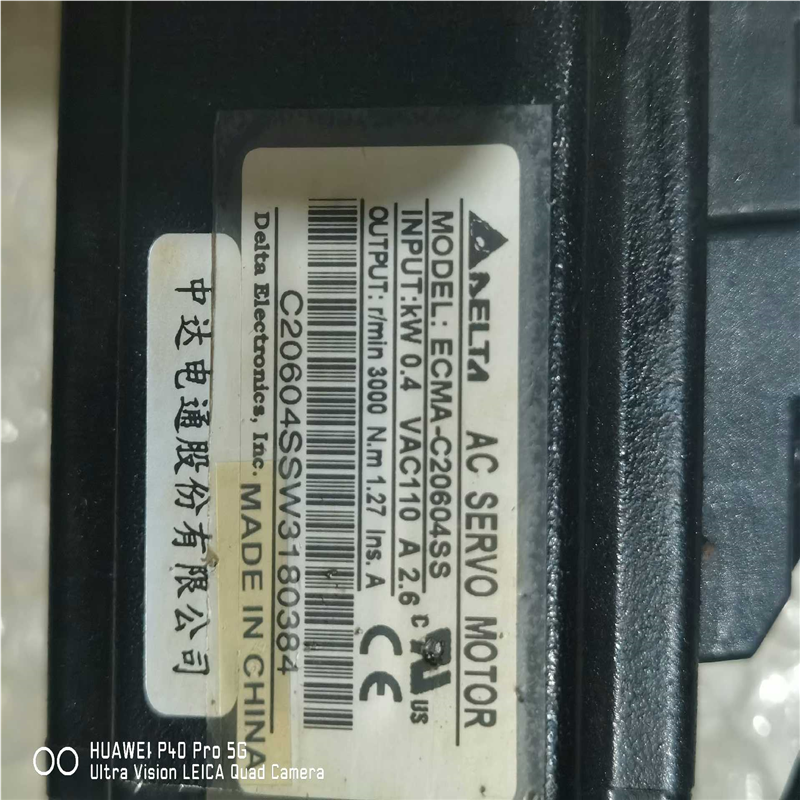 DELTA AC SERVO MOTOR
MODEL: ECMA-C20604SS
INPUT:kW 0.4 VAC110 A 2.6
OUTPUT: r/min 3000 N.m 1.27 Ins. A
C US
CE
C20604SSW3180384
Delta Electronics, Inc. MADE IN CHINA
中达电通股份有限公司
HUAWEI P40 Pro 5G
Ultra Vision LEICA Quad Camera